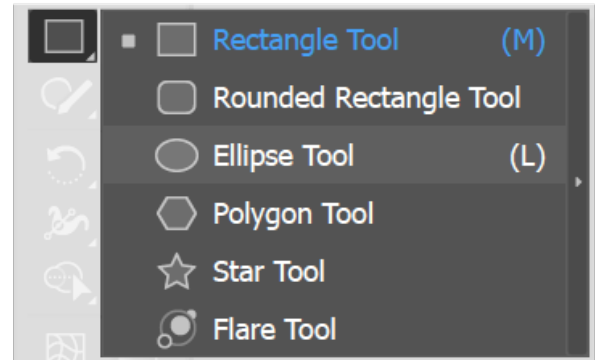 Rectangle Tool (M)
Rounded Rectangle Tool
Ellipse Tool (L)
Polygon Tool
Star Tool
Flare Tool